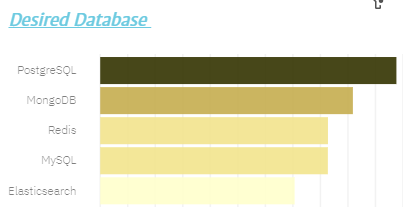 Desired Database
PostgreSQL
MongoDB
Redis
MySQL
Elasticsearch